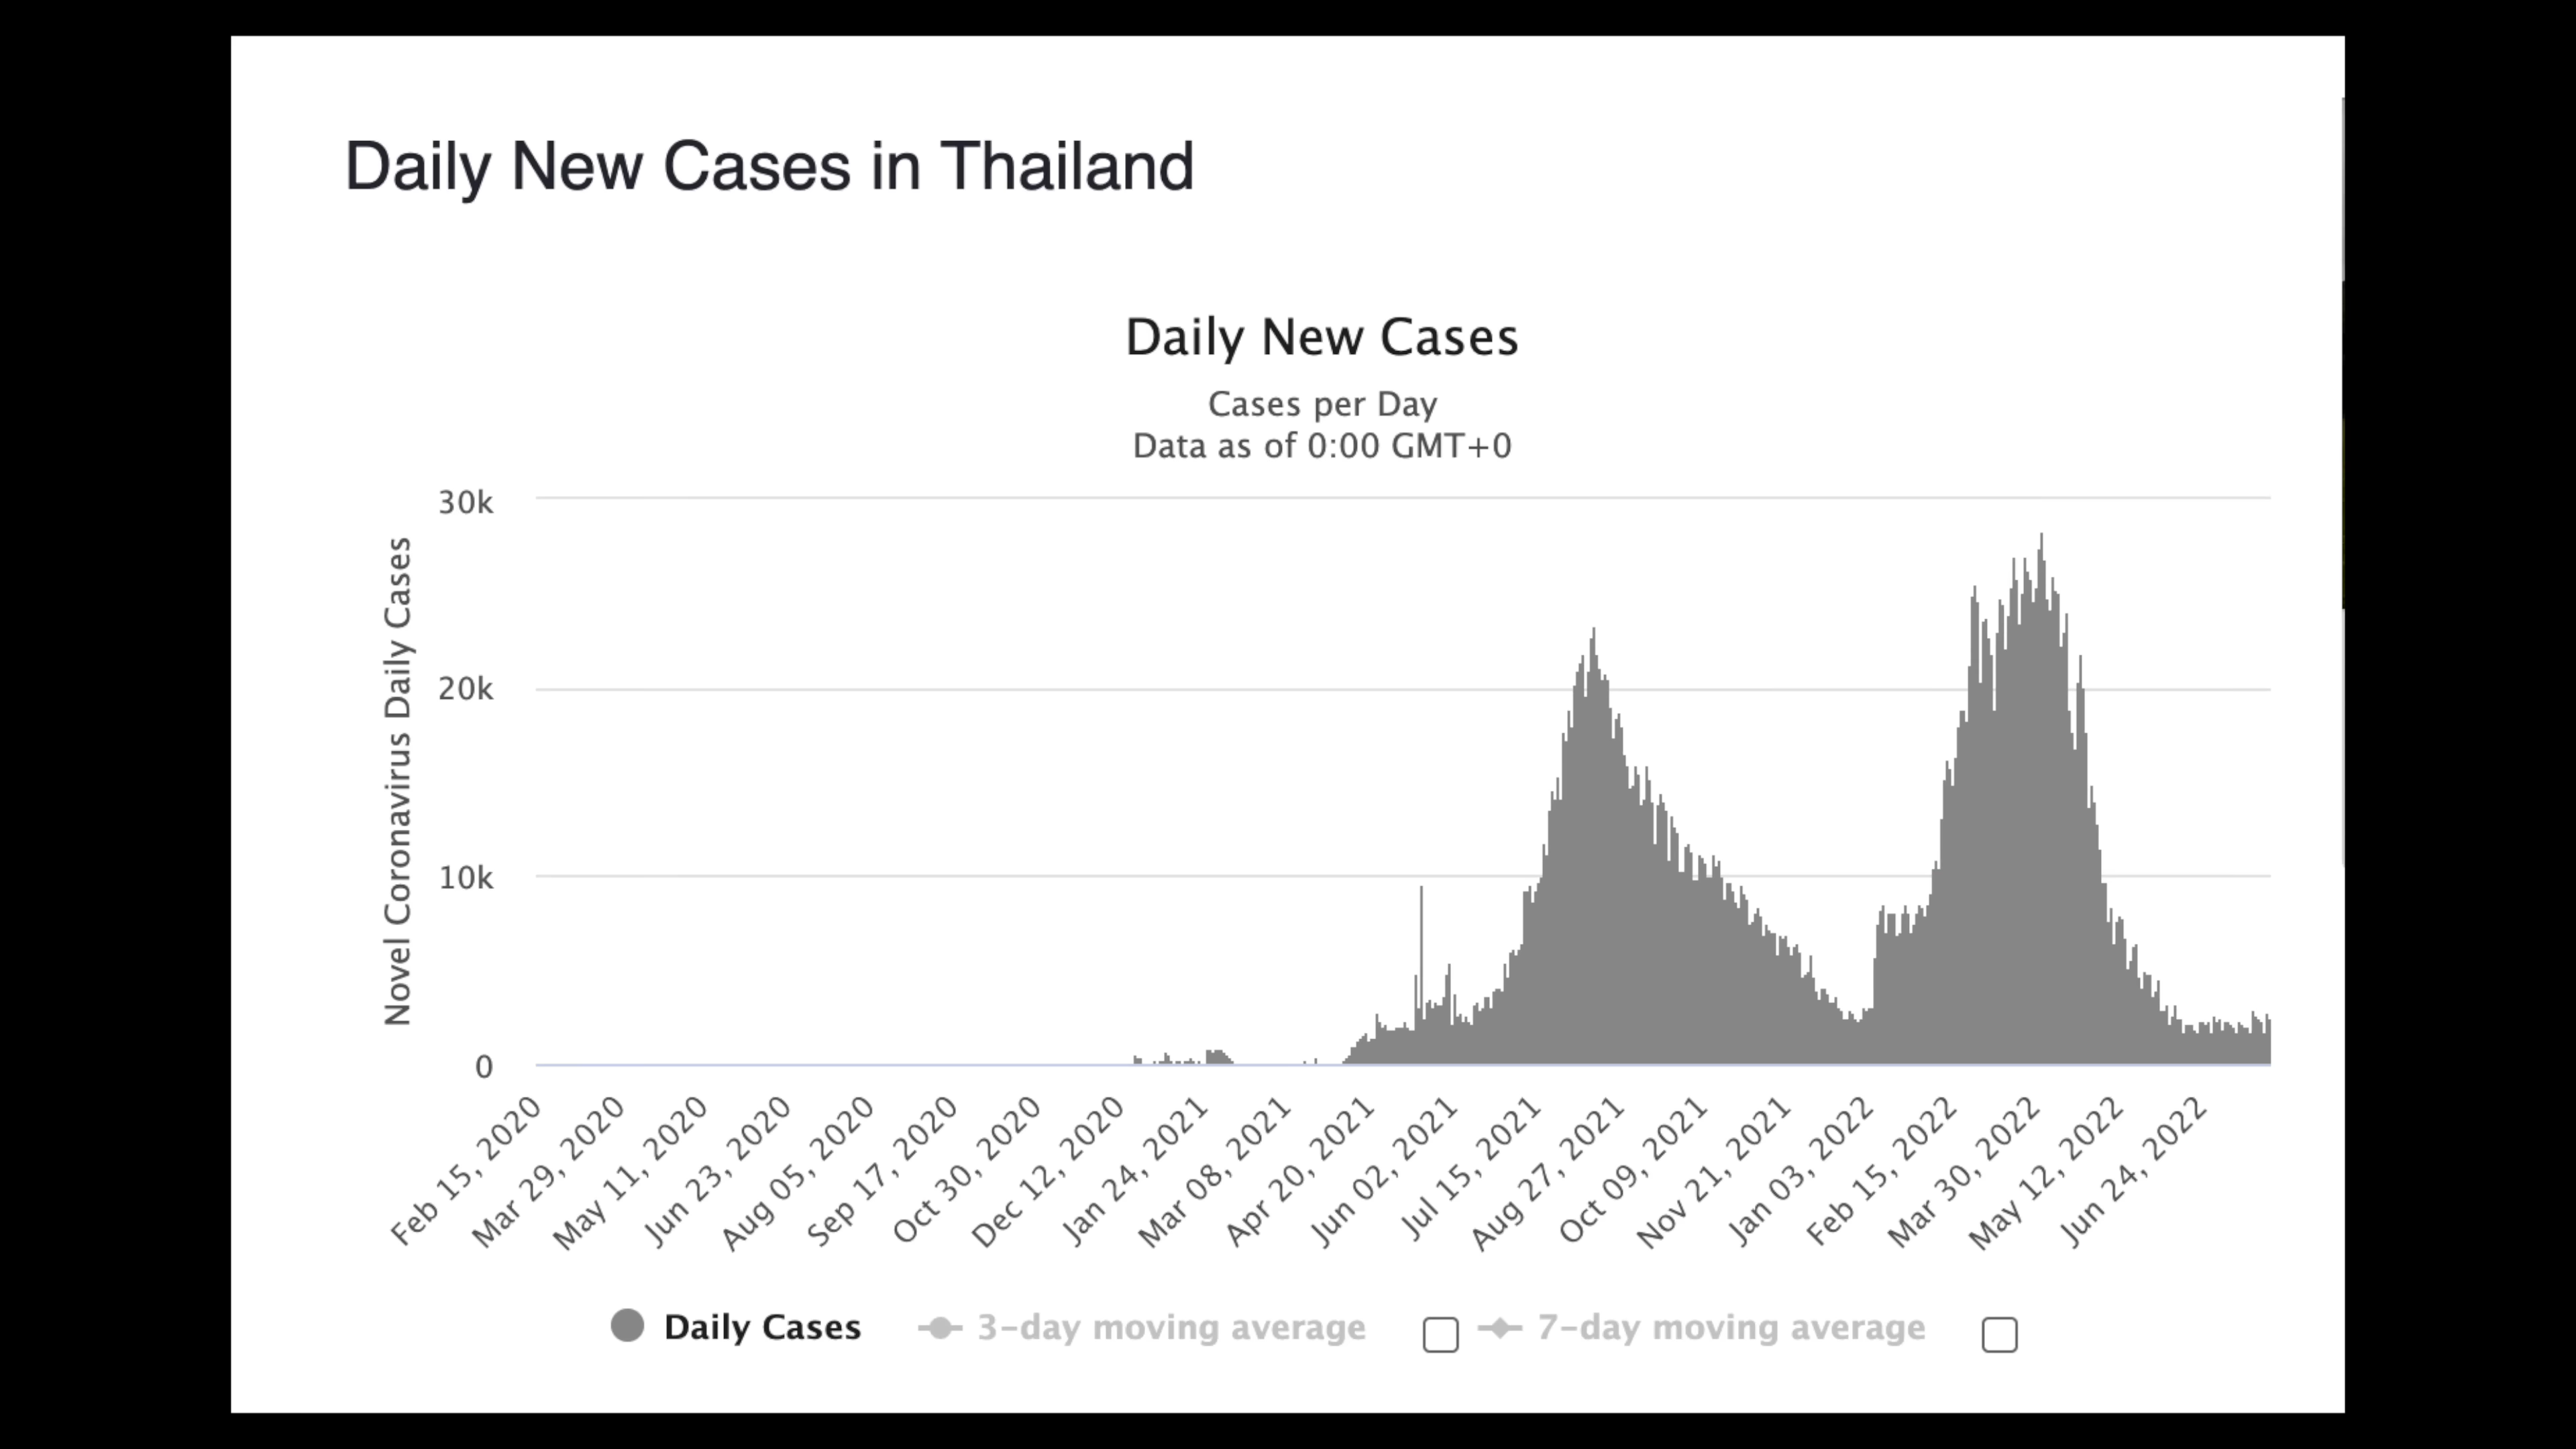 Daily New Cases in Thailand
Daily New Cases
Cases per Day
Data as of 0:00 GMT+0
Novel Coronavirus Daily Cases
30k
20k
10k
0
Feb 15, 2020
Mar 29, 2020
May 11, 2020
Jun 23, 2020
Aug 05, 2020
Sep 17, 2020
Oct 30, 2020
Dec 12, 2020
Jan 24, 2021
Mar 08, 2021
Apr 20, 2021
Jun 02, 2021
Jul 15, 2021
Aug 27, 2021
Oct 09, 2021
Nov 21, 2021
Jan 03, 2022
Feb 15, 2022
Mar 30, 2022
May 12, 2022
Jun 24, 2022
Daily Cases
3-day moving average
7-day moving average